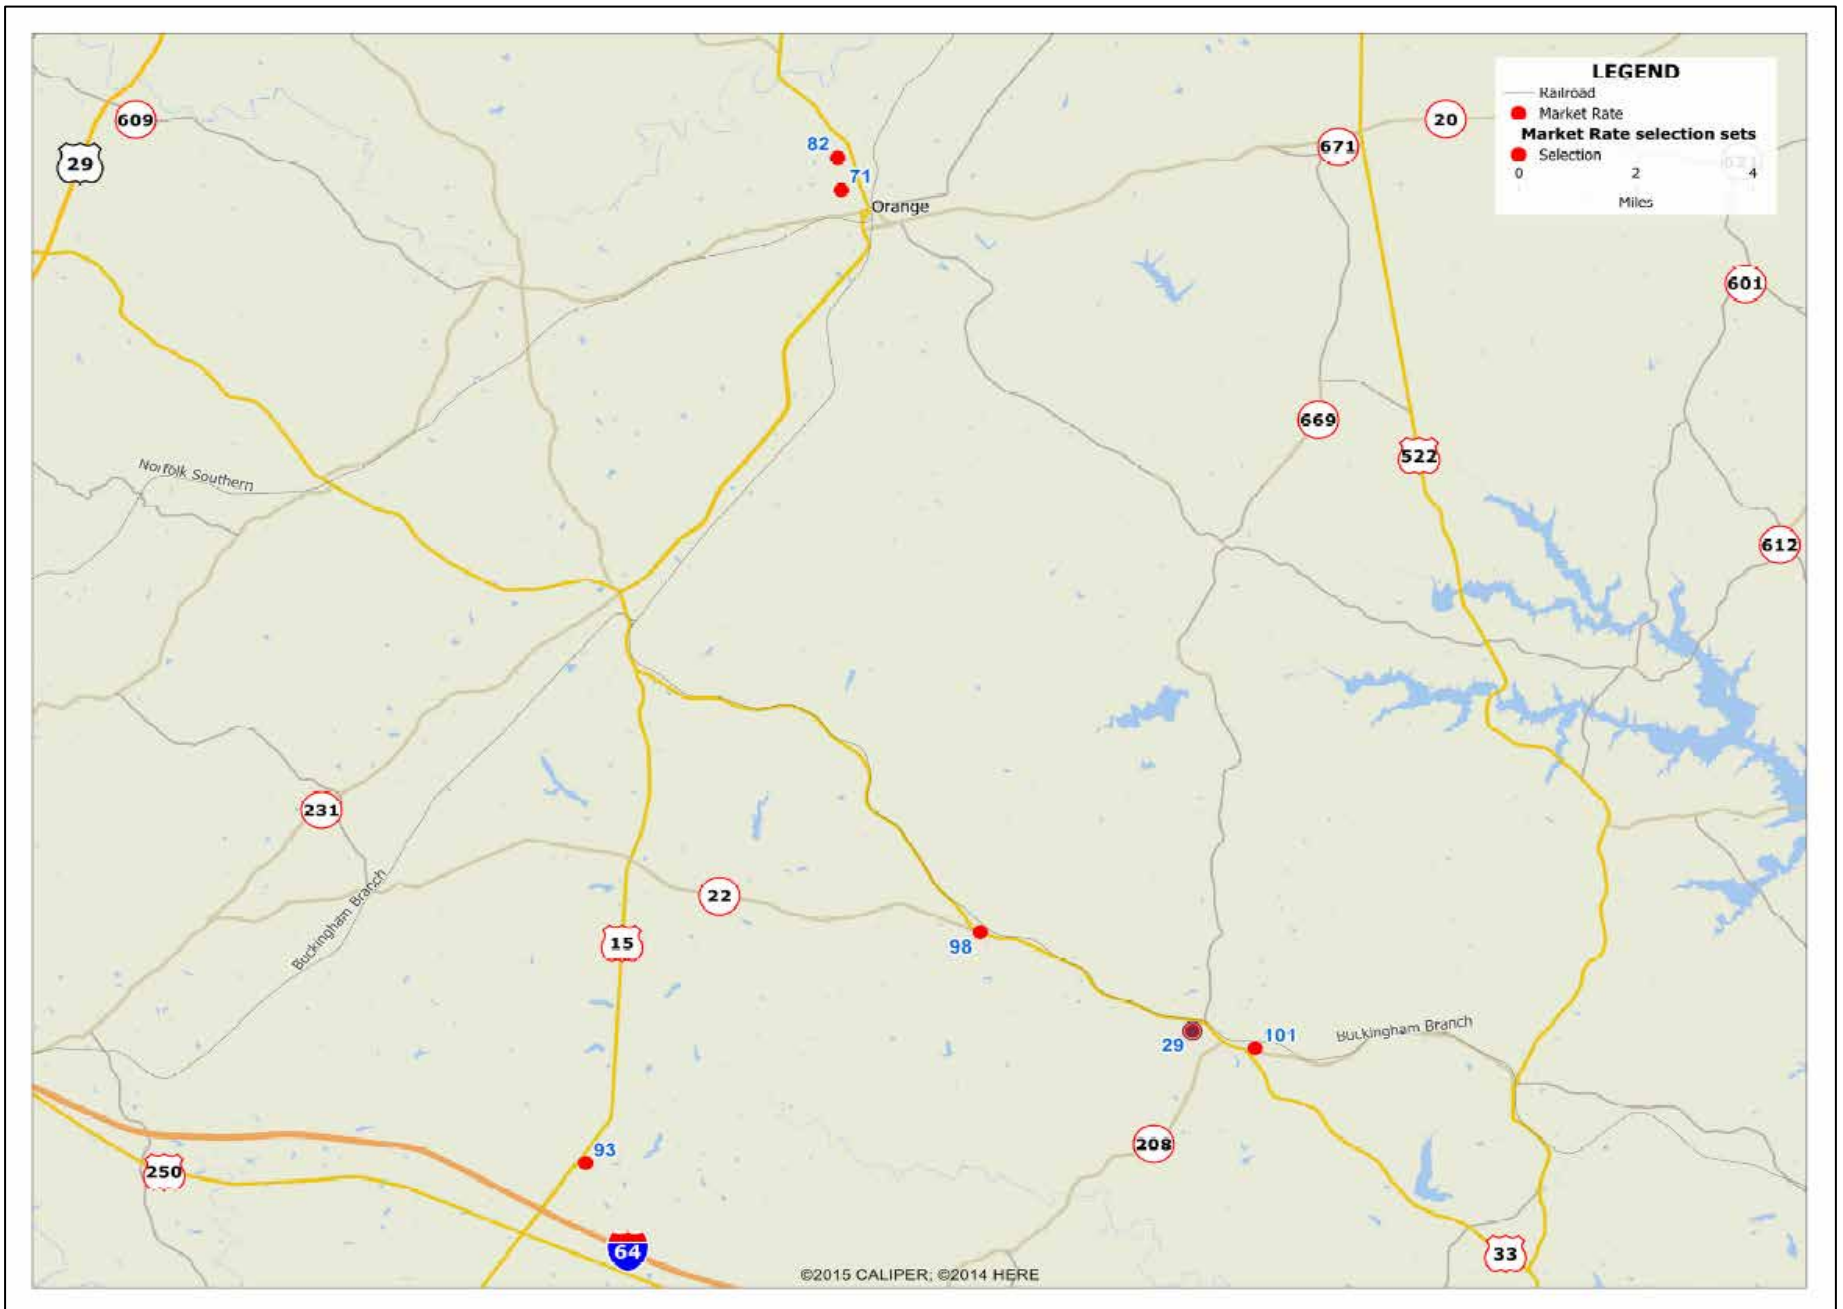 LEGEND
Railroad
Market Rate
Market Rate selection sets
Selection
0 2 4
Miles
609
29
82
71
Orange
671
20
601
669
522
Norfolk Southern
612
231
22
Buckingham Branch
15
98
29
101
Buckingham Branch
93
208
250
64
33
©2015 CALIPER; ©2014 HERE